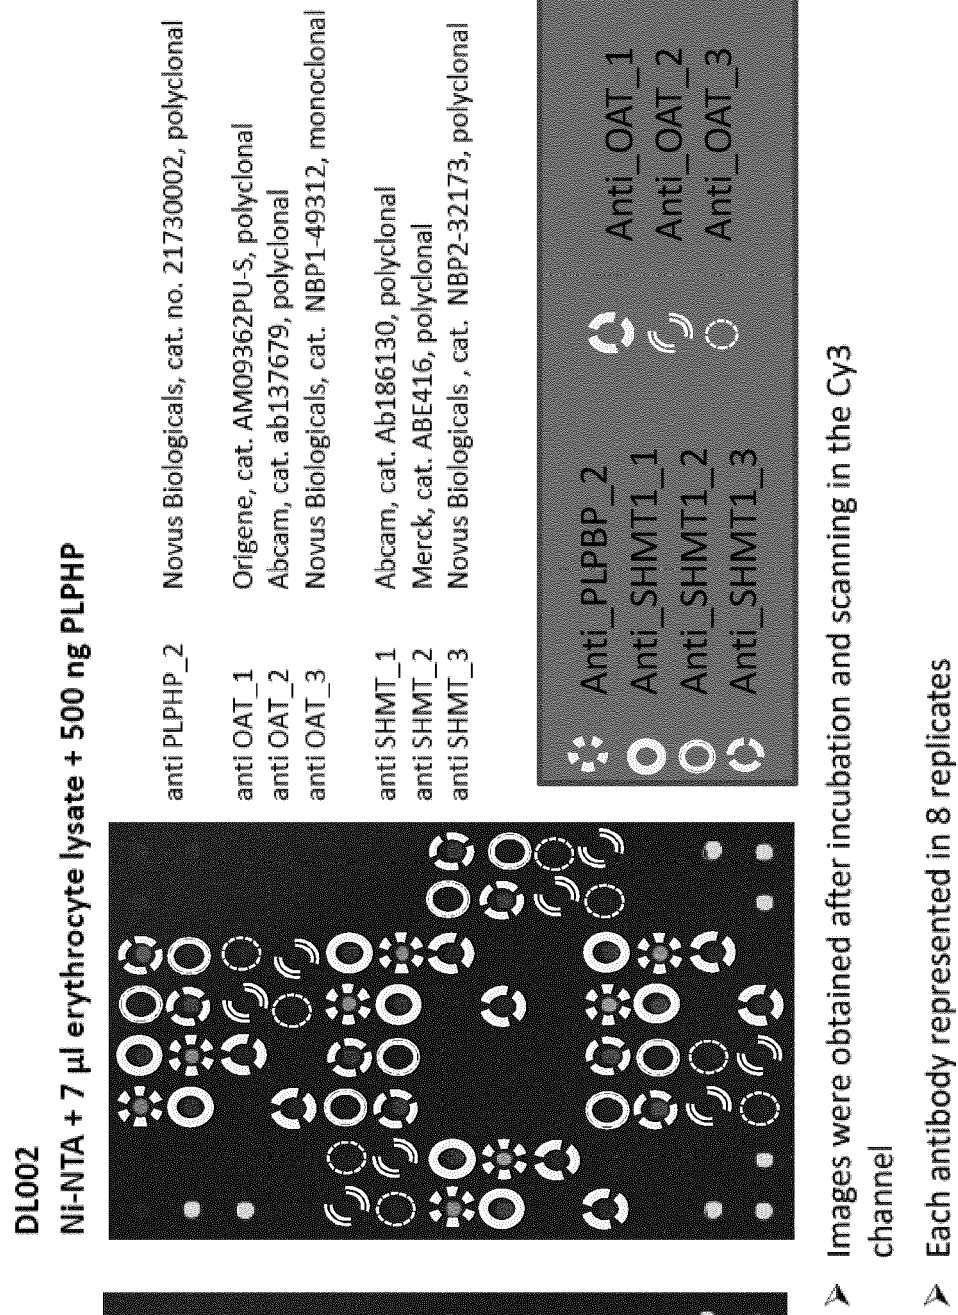 DL002
Ni-NTA + 7 µl erythrocyte lysate + 500 ng PLPHP
anti PLPHP_2 Novus Biologicals, cat. no. 21730002, polyclonal
anti OAT_1 Origene, cat. AM09362PU-S, polyclonal
anti OAT_2 Abcam, cat. ab137679, polyclonal
anti OAT_3 Novus Biologicals, cat. NBP1-49312, monoclonal
anti SHMT_1 Abcam, cat. Ab186130, polyclonal
anti SHMT_2 Merck, cat. ABE416, polyclonal
anti SHMT_3 Novus Biologicals , cat. NBP2-32173, polyclonal
Anti_PLPBP_2 Anti_OAT_1
Anti_SHMT1_1 Anti_OAT_2
Anti_SHMT1_2 Anti_OAT_3
Anti_SHMT1_3
➢ Images were obtained after incubation and scanning in the Cy3
channel
➢ Each antibody represented in 8 replicates